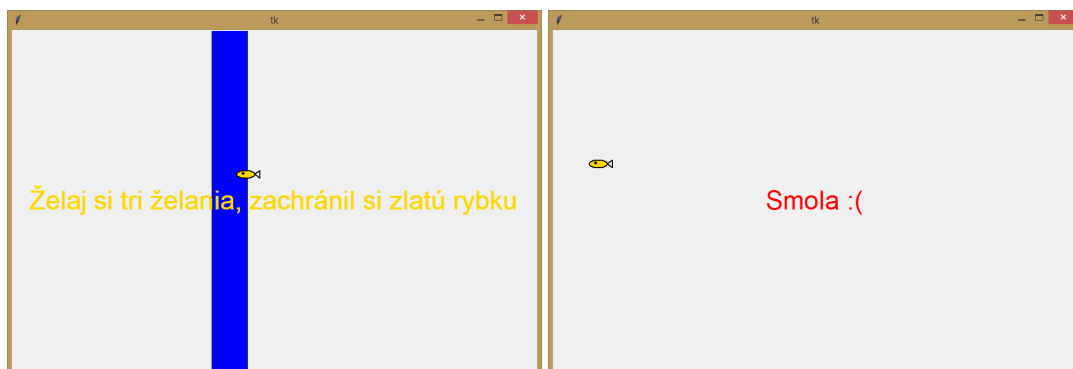 tk
Želaj si tri želania, zachránil si zlatú rybku
tk
Smola :(